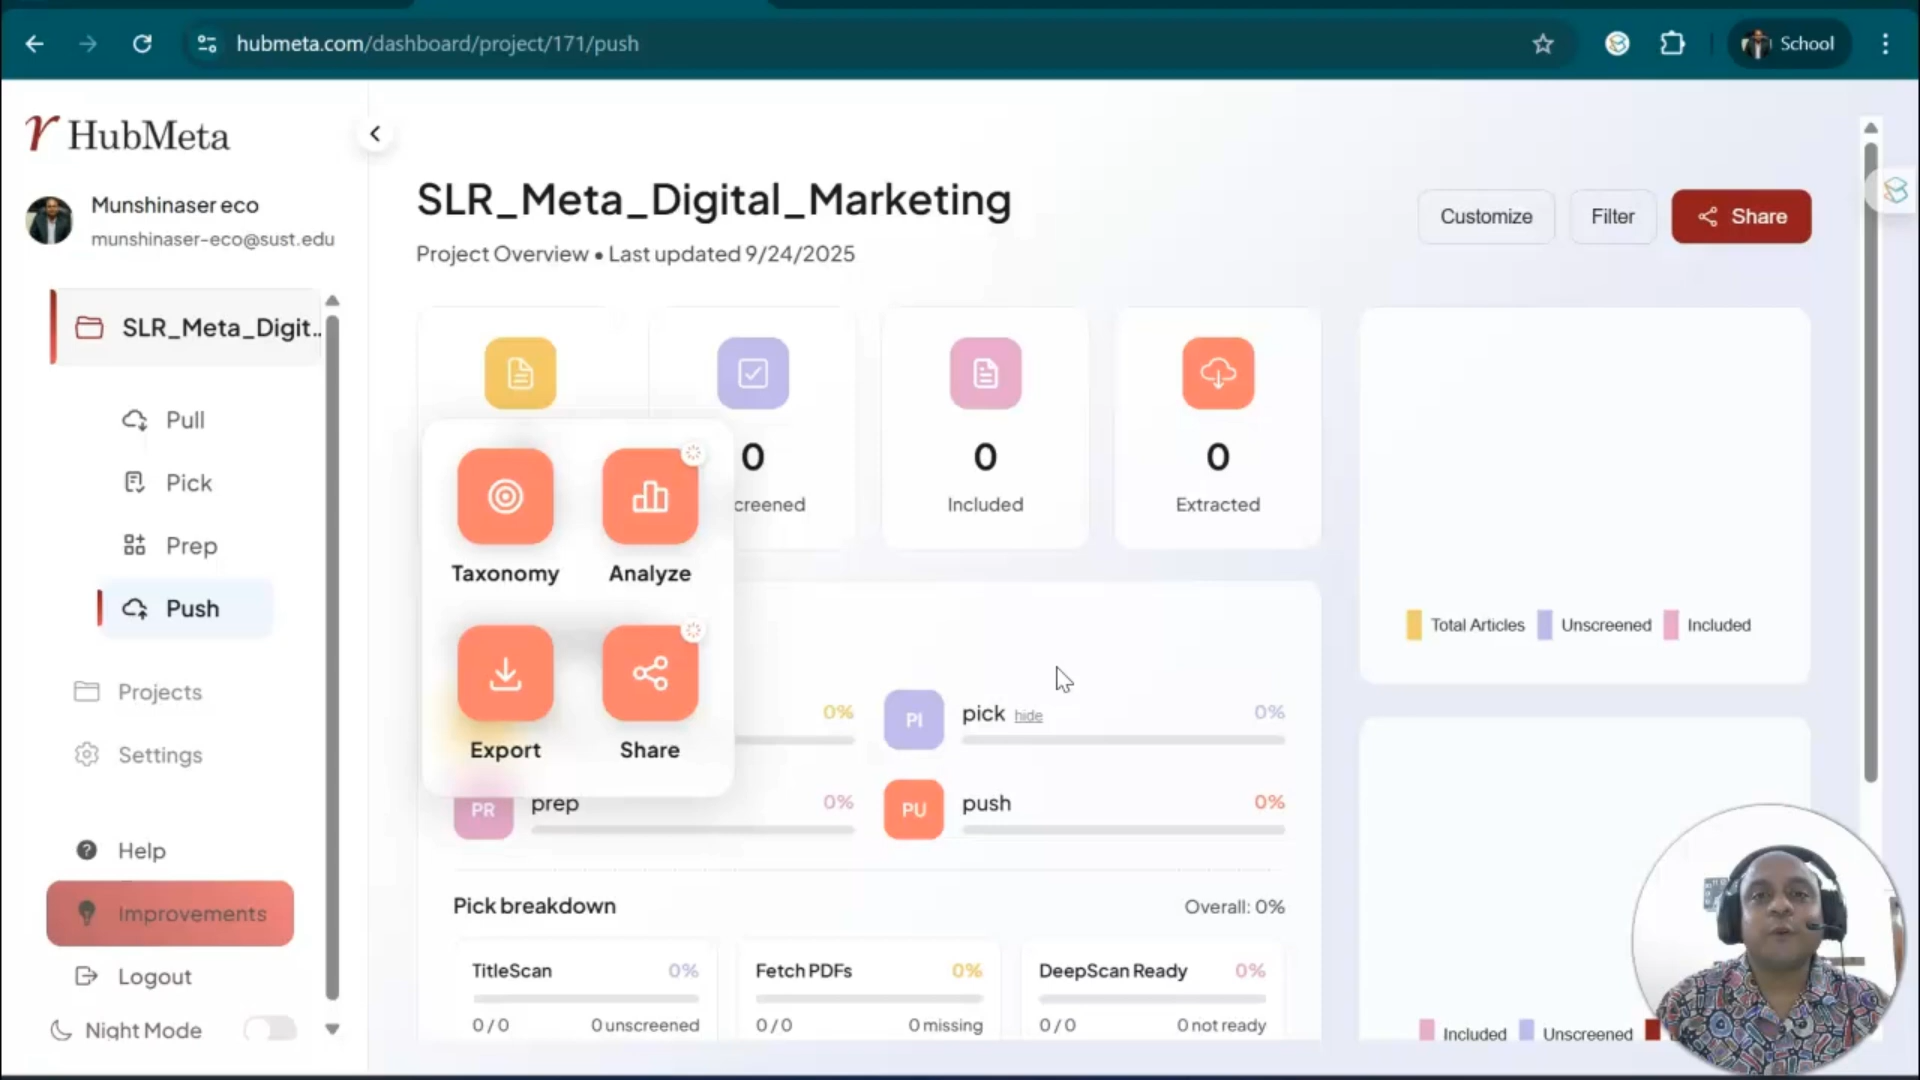 hubmeta.com/dashboard/project/171/push
School
HubMeta
Munshinaser eco
munshinaser-eco@sust.edu
SLR_Meta_Digit..
Pull
Pick
Prep
Push
Projects
Settings
Help
Improvements
Logout
Night Mode
SLR_Meta_Digital_Marketing
Project Overview • Last updated 9/24/2025
Customize
Filter
Share
0
creened
0
Included
0
Extracted
Taxonomy
Analyze
Export
Share
0%
PI
pick hide
0%
PR
prep
0%
PU
push
0%
Pick breakdown
Overall: 0%
TitleScan
0%
0 / 0
0 unscreened
Fetch PDFs
0%
0 / 0
0 missing
DeepScan Ready
0%
0 / 0
0 not ready
Total Articles
Unscreened
Included
Included
Unscreened